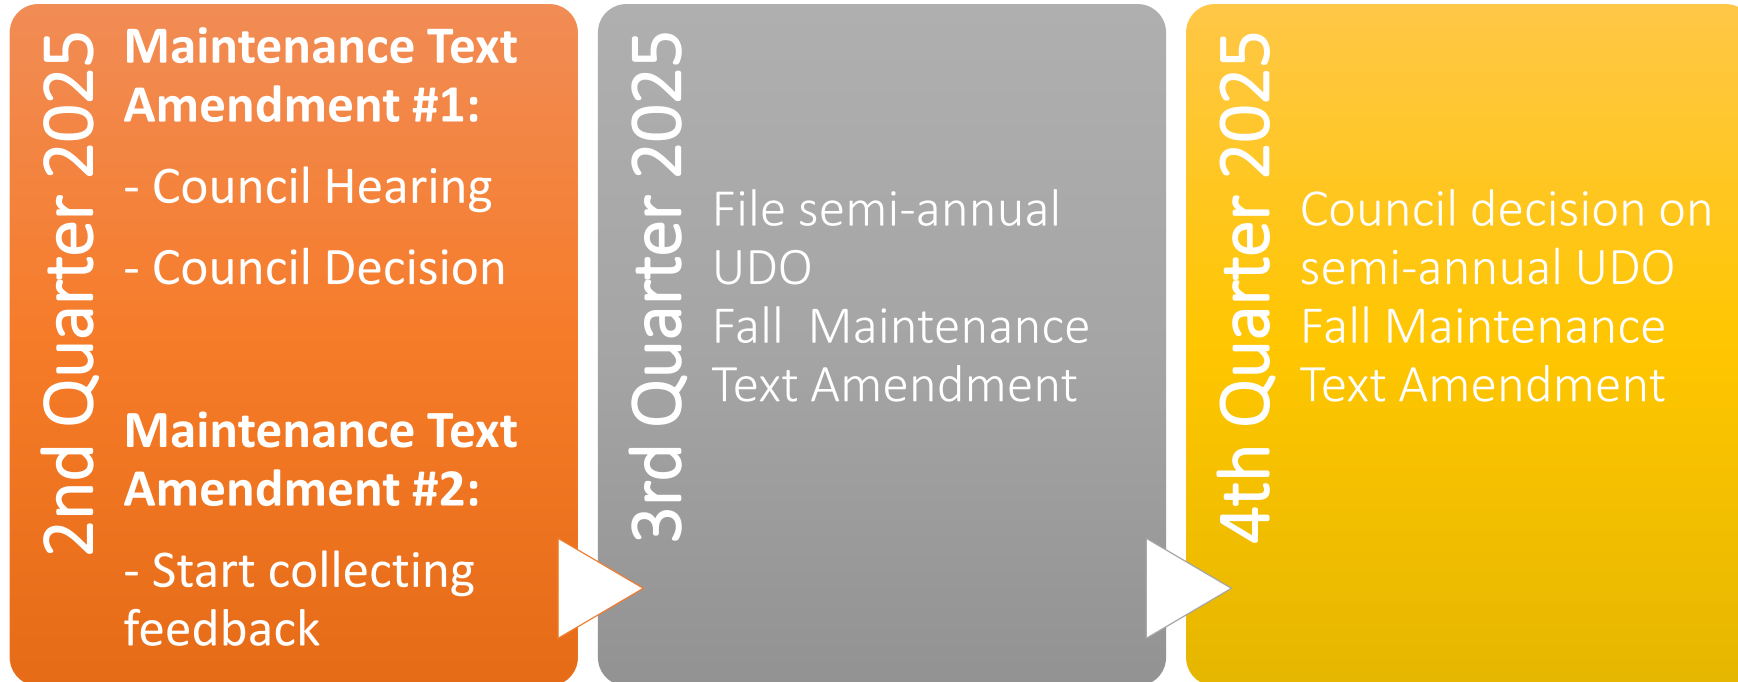 2nd Quarter 2025
Maintenance Text
Amendment #1:
- Council Hearing
- Council Decision
Maintenance Text
Amendment #2:
- Start collecting
feedback
3rd Quarter 2025
File semi-annual
UDO
Fall  Maintenance
Text Amendment
4th Quarter 2025
Council decision on
semi-annual UDO
Fall Maintenance
Text Amendment